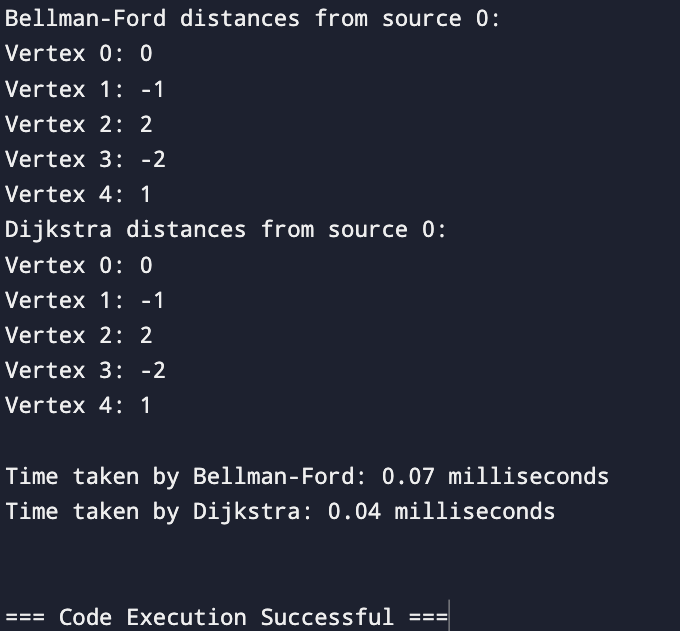 Bellman-Ford distances from source 0:
Vertex 0: 0
Vertex 1: -1
Vertex 2: 2
Vertex 3: -2
Vertex 4: 1
Dijkstra distances from source 0:
Vertex 0: 0
Vertex 1: -1
Vertex 2: 2
Vertex 3: -2
Vertex 4: 1
Time taken by Bellman-Ford: 0.07 milliseconds
Time taken by Dijkstra: 0.04 milliseconds
=== Code Execution Successful ===